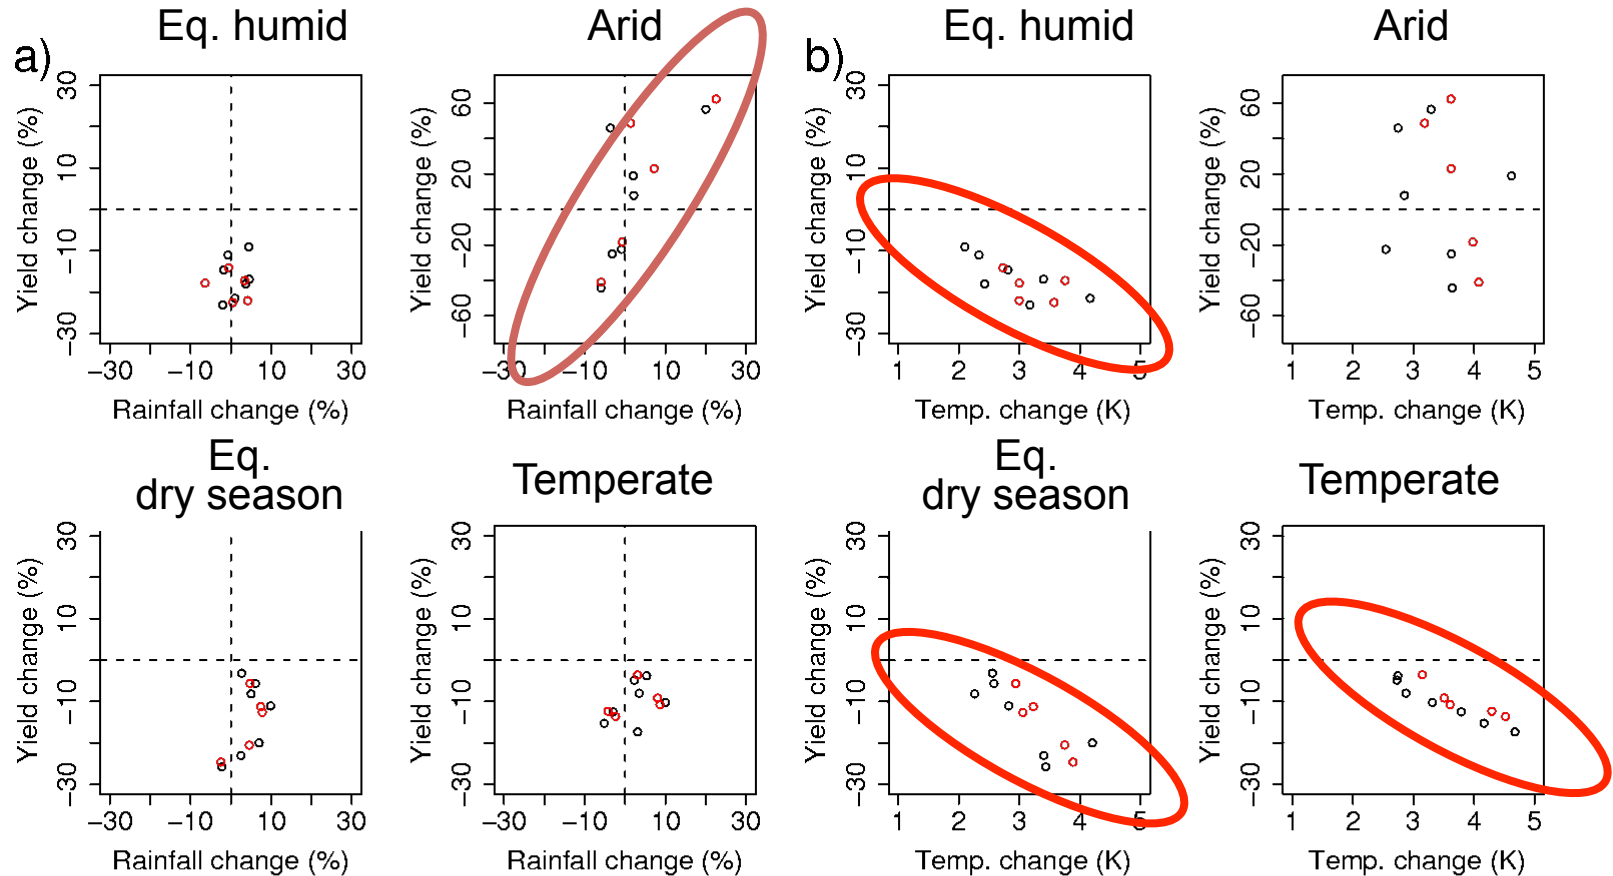 Eq. humid
Arid
Eq. humid
Arid
a)
b)
Yield change (%)
30
10
−10
−30
−30
−10
10
30
Rainfall change (%)
Yield change (%)
60
20
−20
−60
−30
−10
10
30
Rainfall change (%)
Yield change (%)
30
10
−10
−30
1
2
3
4
5
Temp. change (K)
Yield change (%)
60
20
−20
−60
1
2
3
4
5
Temp. change (K)
Eq.
dry season
Temperate
Eq.
dry season
Temperate
Yield change (%)
30
10
−10
−30
−30
−10
10
30
Rainfall change (%)
Yield change (%)
30
10
−10
−30
−30
−10
10
30
Rainfall change (%)
Yield change (%)
30
10
−10
−30
1
2
3
4
5
Temp. change (K)
Yield change (%)
30
10
−10
−30
1
2
3
4
5
Temp. change (K)